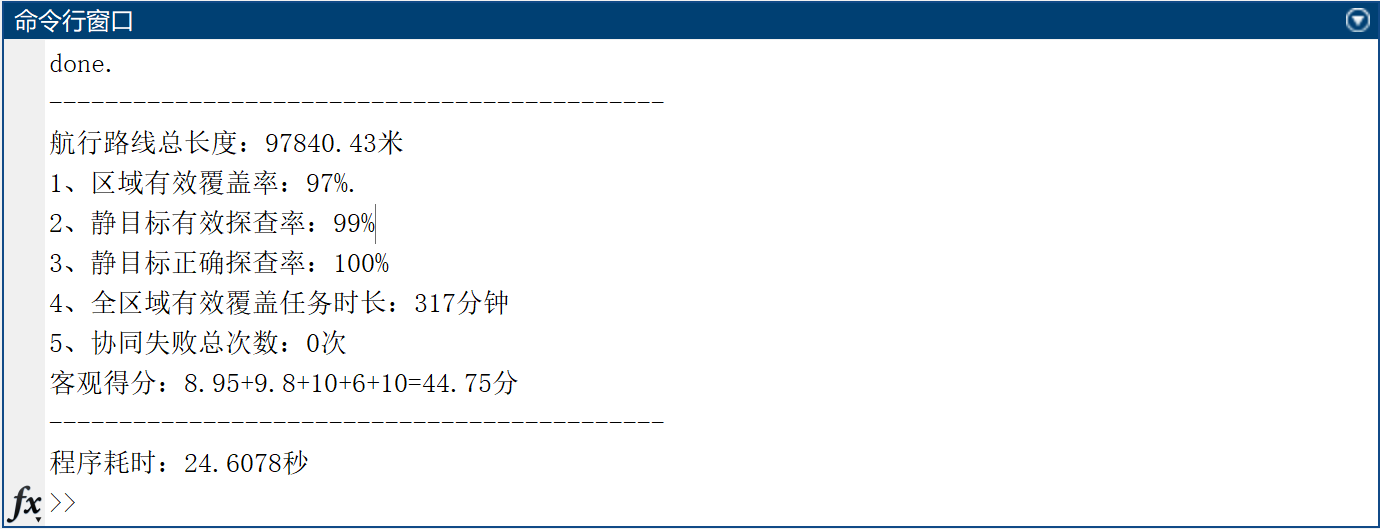 命令行窗口
done.
---------------------------------------------
航行路线总长度：97840.43米
1、区域有效覆盖率：97%.
2、静目标有效探查率：99%
3、静目标正确探查率：100%
4、全区域有效覆盖任务时长：317分钟
5、协同失败总次数：0次
客观得分：8.95+9.8+10+6+10=44.75分
---------------------------------------------
程序耗时：24.6078秒
fx >>